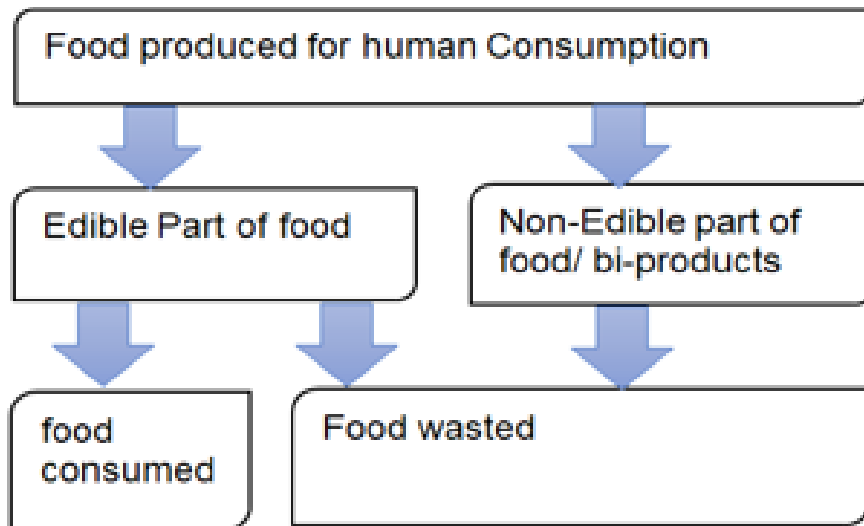 Food produced for human Consumption
Edible Part of food
Non-Edible part of
food/ bi-products
food
consumed
Food wasted